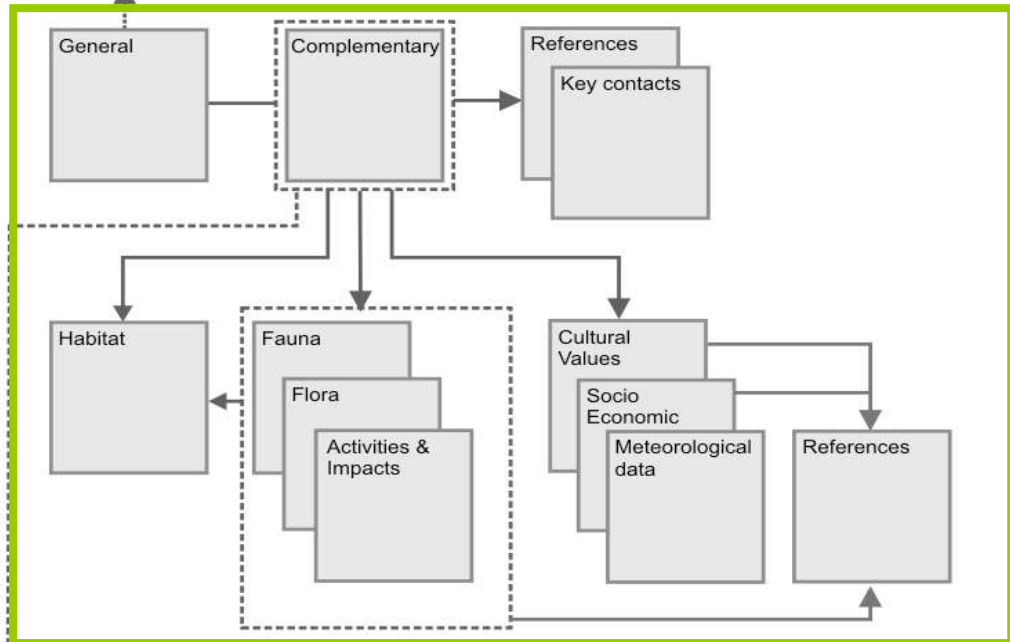 General
Complementary
References
Key contacts
Habitat
Fauna
Flora
Activities &
Impacts
Cultural
Values
Socio
Economic
Meteorological
data
References